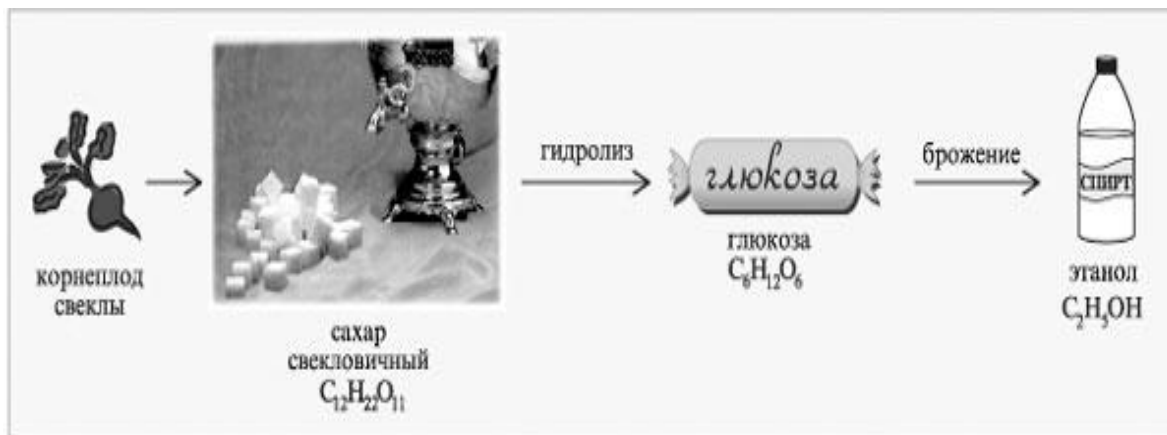 корнеплод
свеклы
сахар
свекловичный
C₁₂H₂₂O₁₁
гидролиз
глюкоза
глюкоза
C₆H₁₂O₆
брожение
СПИРТ
этанол
C₂H₅OH